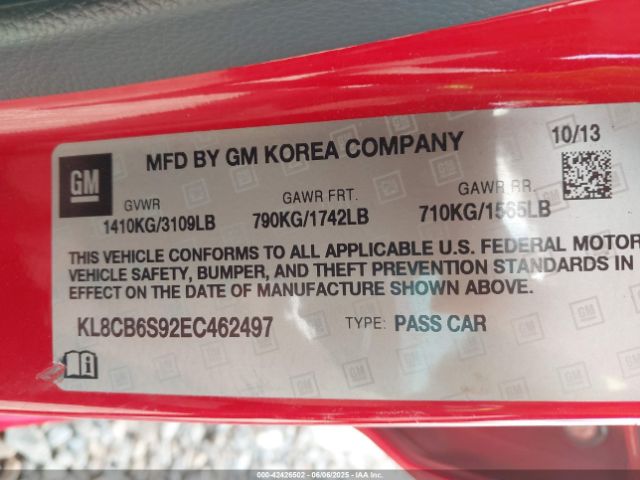 10/13
MFD BY GM KOREA COMPANY
GM
GVWR GAWR FRT. GAWR RR.
1410KG/3109LB 790KG/1742LB 710KG/1565LB
THIS VEHICLE CONFORMS TO ALL APPLICABLE U.S. FEDERAL MOTOR
VEHICLE SAFETY, BUMPER, AND THEFT PREVENTION STANDARDS IN
EFFECT ON THE DATE OF MANUFACTURE SHOWN ABOVE.
KL8CB6S92EC462497 TYPE: PASS CAR
000-42426502 - 06/06/2025 - IAA Inc.